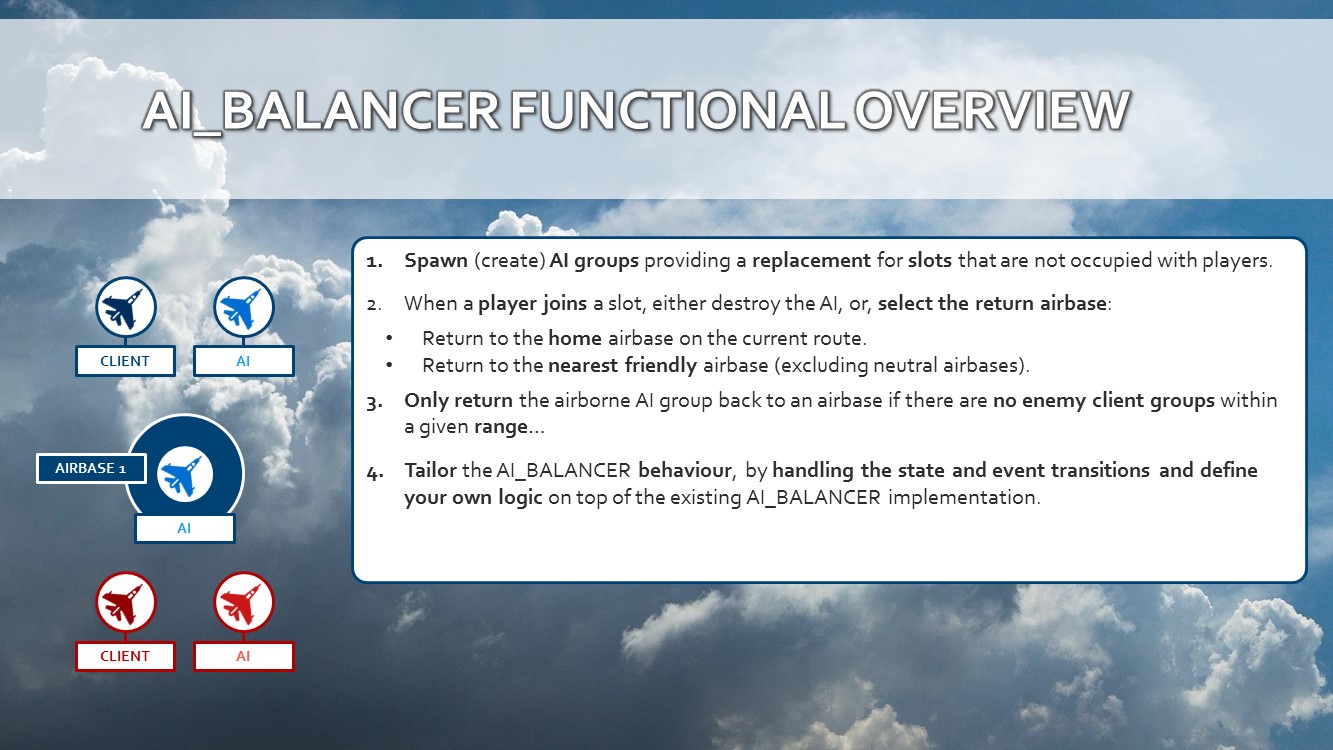 AI_BALANCER FUNCTIONAL OVERVIEW
1. Spawn (create) AI groups providing a replacement for slots that are not occupied with players.
2. When a player joins a slot, either destroy the AI, or, select the return airbase:
• Return to the home airbase on the current route.
• Return to the nearest friendly airbase (excluding neutral airbases).
3. Only return the airborne AI group back to an airbase if there are no enemy client groups within
a given range...
4. Tailor the AI_BALANCER behaviour, by handling the state and event transitions and define
your own logic on top of the existing AI_BALANCER implementation.
CLIENT
AI
AIRBASE 1
AI
CLIENT
AI